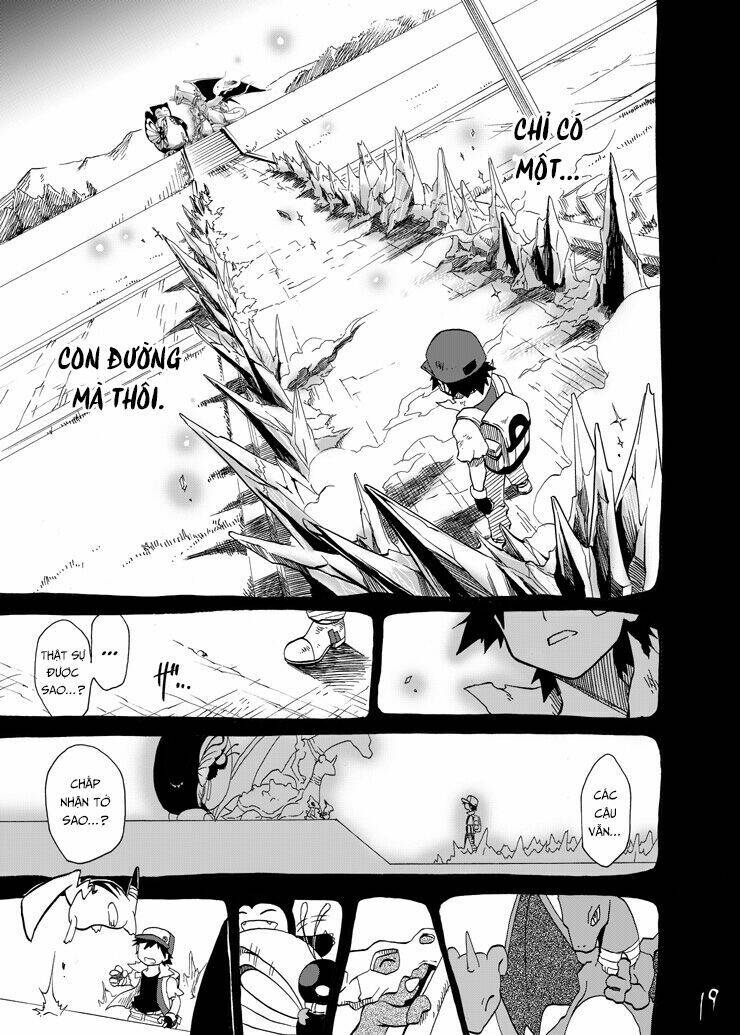 CHỈ CÓ
MỘT...
CON ĐƯỜNG
MÀ THÔI.
...
THẬT SỰ
ĐƯỢC
SAO...?
ザ...
CÁC
CẬU
VẪN...
CHẤP
NHẬN TỚ
SAO...?
19